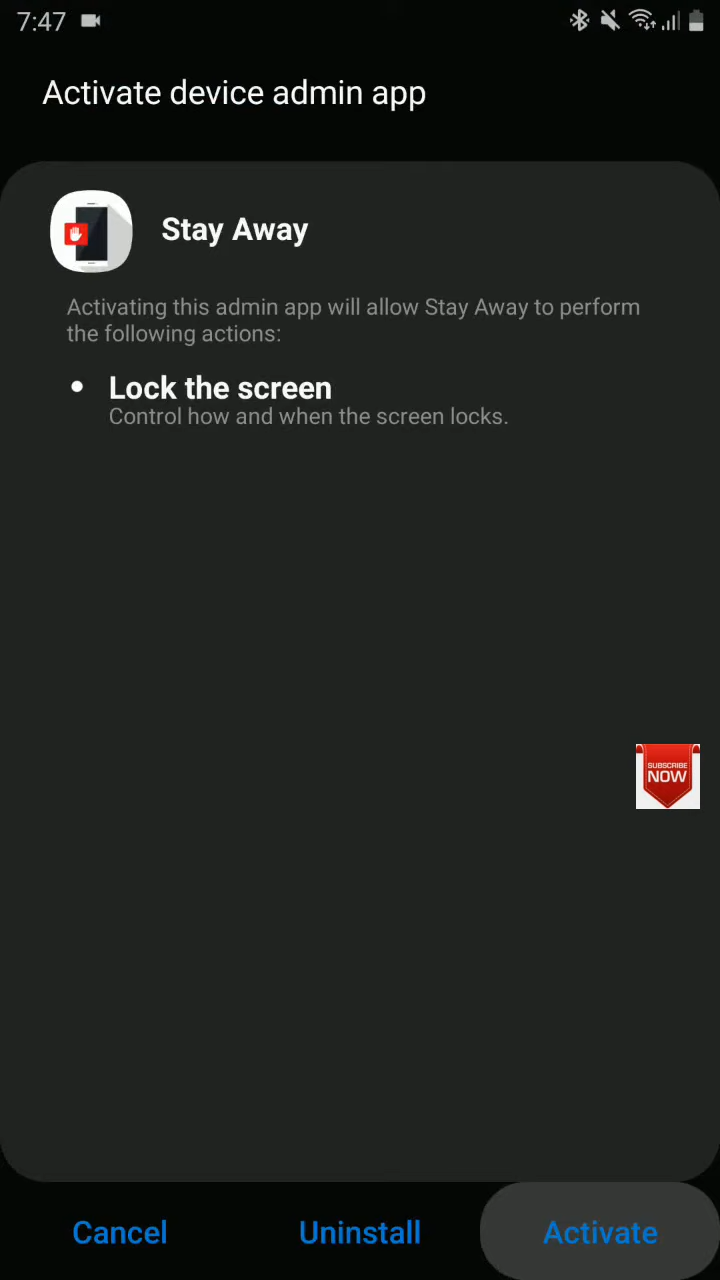 7:47
Activate device admin app
Stay Away
Activating this admin app will allow Stay Away to perform
the following actions:
• Lock the screen
Control how and when the screen locks.
SUBSCRIBE
NOW
Cancel
Uninstall
Activate